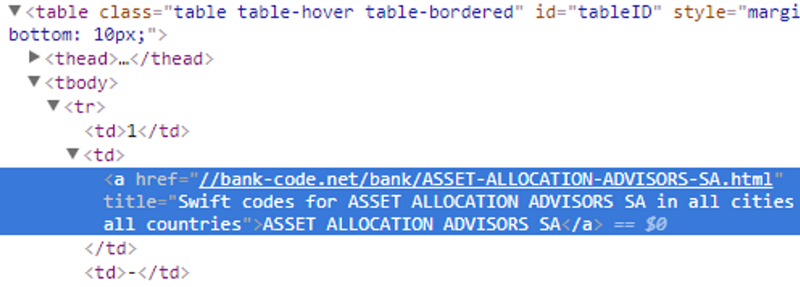 ▼<table class="table table-hover table-bordered" id="tableID" style="margi
bottom: 10px;">
▶<thead>…</thead>
▼<tbody>
▼<tr>
<td>1</td>
▼<td>
<a href="//bank-code.net/bank/ASSET-ALLOCATION-ADVISORS-SA.html"
title="Swift codes for ASSET ALLOCATION ADVISORS SA in all cities
all countries">ASSET ALLOCATION ADVISORS SA</a> == $0
</td>
<td>-</td>